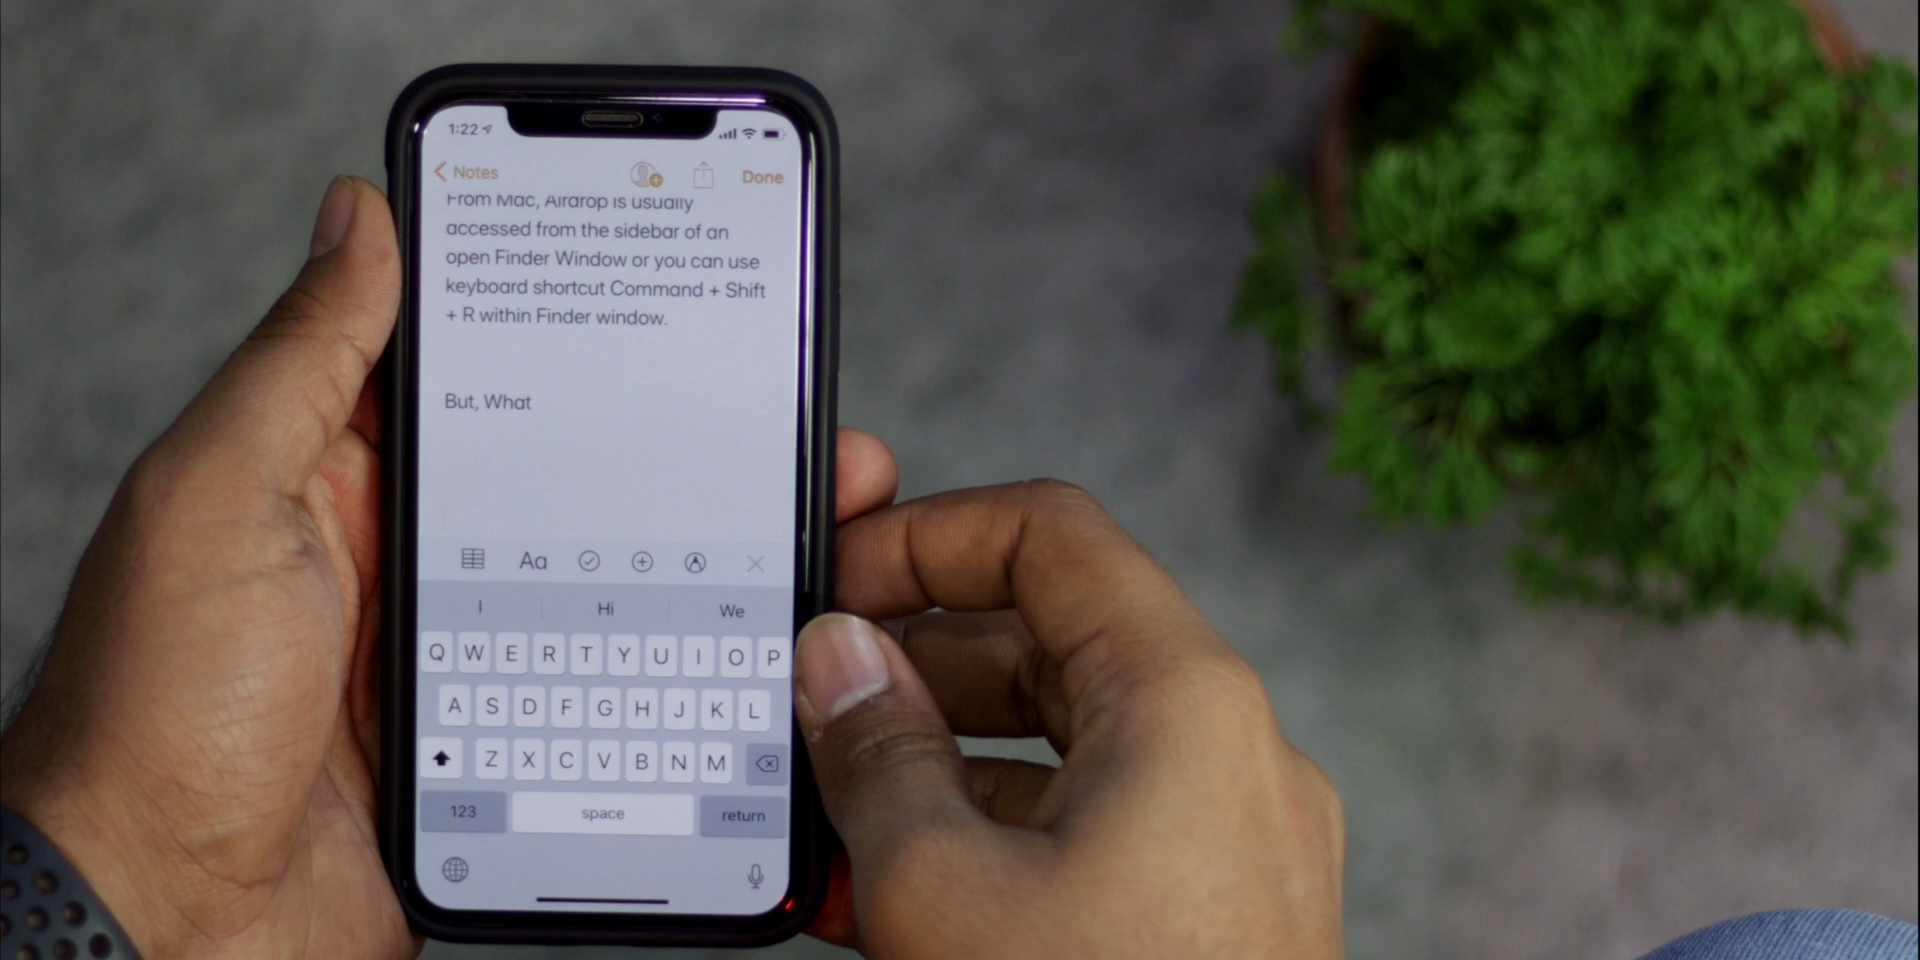 1:22
Notes
Done
From Mac, Airdrop is usually
accessed from the sidebar of an
open Finder Window or you can use
keyboard shortcut Command + Shift
+ R within Finder window.
But, What
Aa
I Hi We
Q W E R T Y U I O P
A S D F G H J K L
Z X C V B N M
123 space return